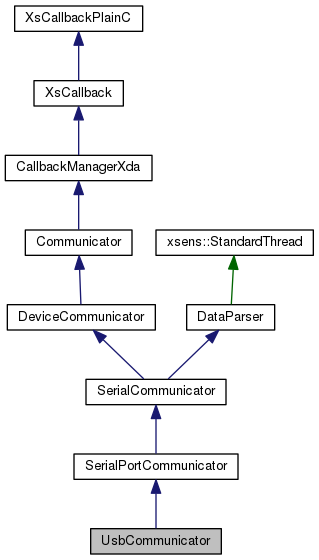 XsCallbackPlainC
XsCallback
CallbackManagerXda
Communicator
xsens::StandardThread
DeviceCommunicator
DataParser
SerialCommunicator
SerialPortCommunicator
UsbCommunicator